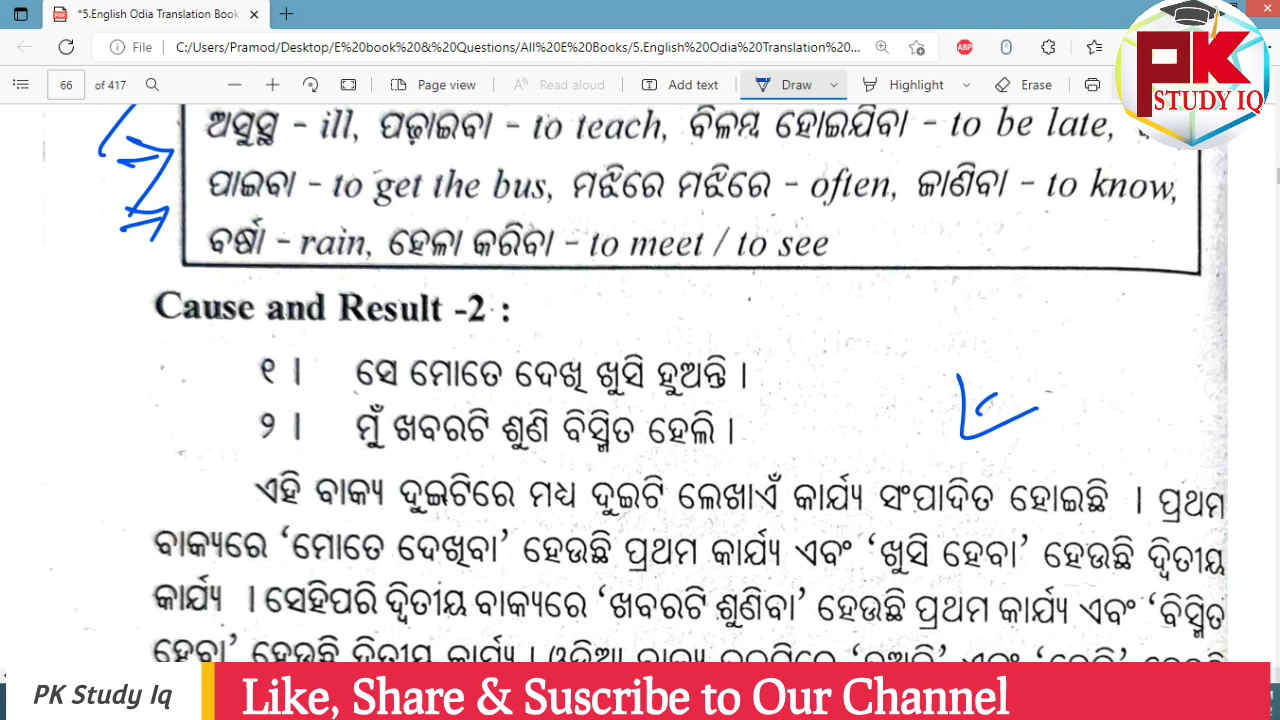 *5.English Odia Translation Book
File
C:/Users/Pramod/Desktop/E%20book%20&%20Question/All%20E%20Books/5.English%20Odia%20Translation%20...
ABP
66 of 417
Page view
Read aloud
Add text
Draw
Highlight
Erase
PK
STUDY IQ
ଅସୁସ୍ଥ - ill, ପଢ଼ାଇବା - to teach, ବିଳମ୍ବ ହୋଇଯିବା - to be late,
ପାଇବା - to get the bus, ମଝିରେ ମଝିରେ - often, ଜାଣିବା - to know,
ବର୍ଷା - rain, ହେଳା କରିବା - to meet / to see
Cause and Result -2 :
୧ । ସେ ମୋତେ ଦେଖି ଖୁସି ହୁଅନ୍ତି ।
୨ । ମୁଁ ଖବରଟି ଶୁଣି ବିସ୍ମିତ ହେଲି ।
ଏହି ବାକ୍ୟ ଦୁଇଟିରେ ମଧ୍ୟ ଦୁଇଟି ଲେଖାଏଁ କାର୍ଯ୍ୟ ସଂପାଦିତ ହୋଇଛି । ପ୍ରଥମ
ବାକ୍ୟରେ ‘ମୋତେ ଦେଖିବା’ ହେଉଛି ପ୍ରଥମ କାର୍ଯ୍ୟ ଏବଂ ‘ଖୁସି ହେବା’ ହେଉଛି ଦ୍ୱିତୀୟ
କାର୍ଯ୍ୟ । ସେହିପରି ଦ୍ୱିତୀୟ ବାକ୍ୟରେ ‘ଖବରଟି ଶୁଣିବା’ ହେଉଛି ପ୍ରଥମ କାର୍ଯ୍ୟ ଏବଂ ‘ବିସ୍ମିତ
ହେବା’ ହେଉଛି ଦ୍ୱିତୀୟ କାର୍ଯ୍ୟ ।
PK Study Iq
Like, Share & Suscribe to Our Channel